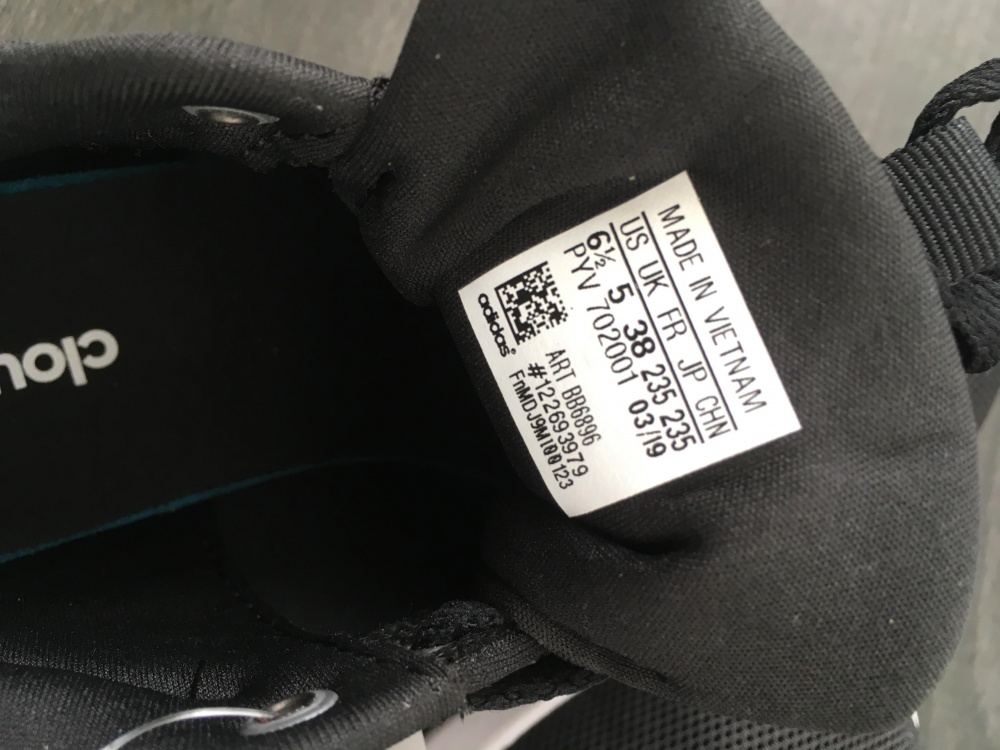 MADE IN VIETNAM
US UK FR JP CHN
6½ 5 38 235 235
PYV 702001 03/19
adidas
ART BB6896
#122693979
FnMDJ9MI00123
clou